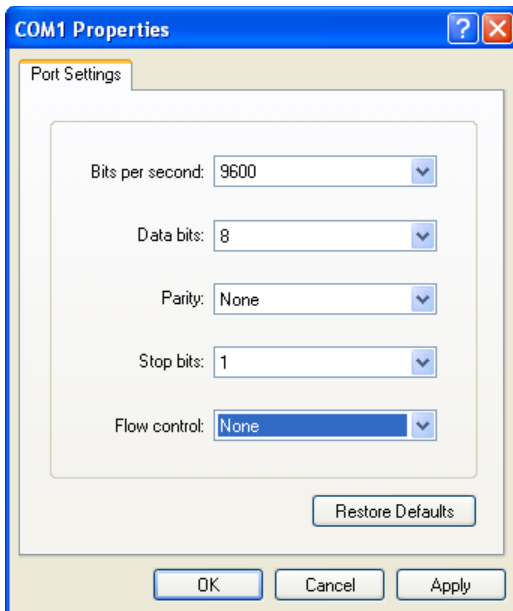 COM1 Properties
Port Settings
Bits per second: 9600
Data bits: 8
Parity: None
Stop bits: 1
Flow control: None
Restore Defaults
OK Cancel Apply